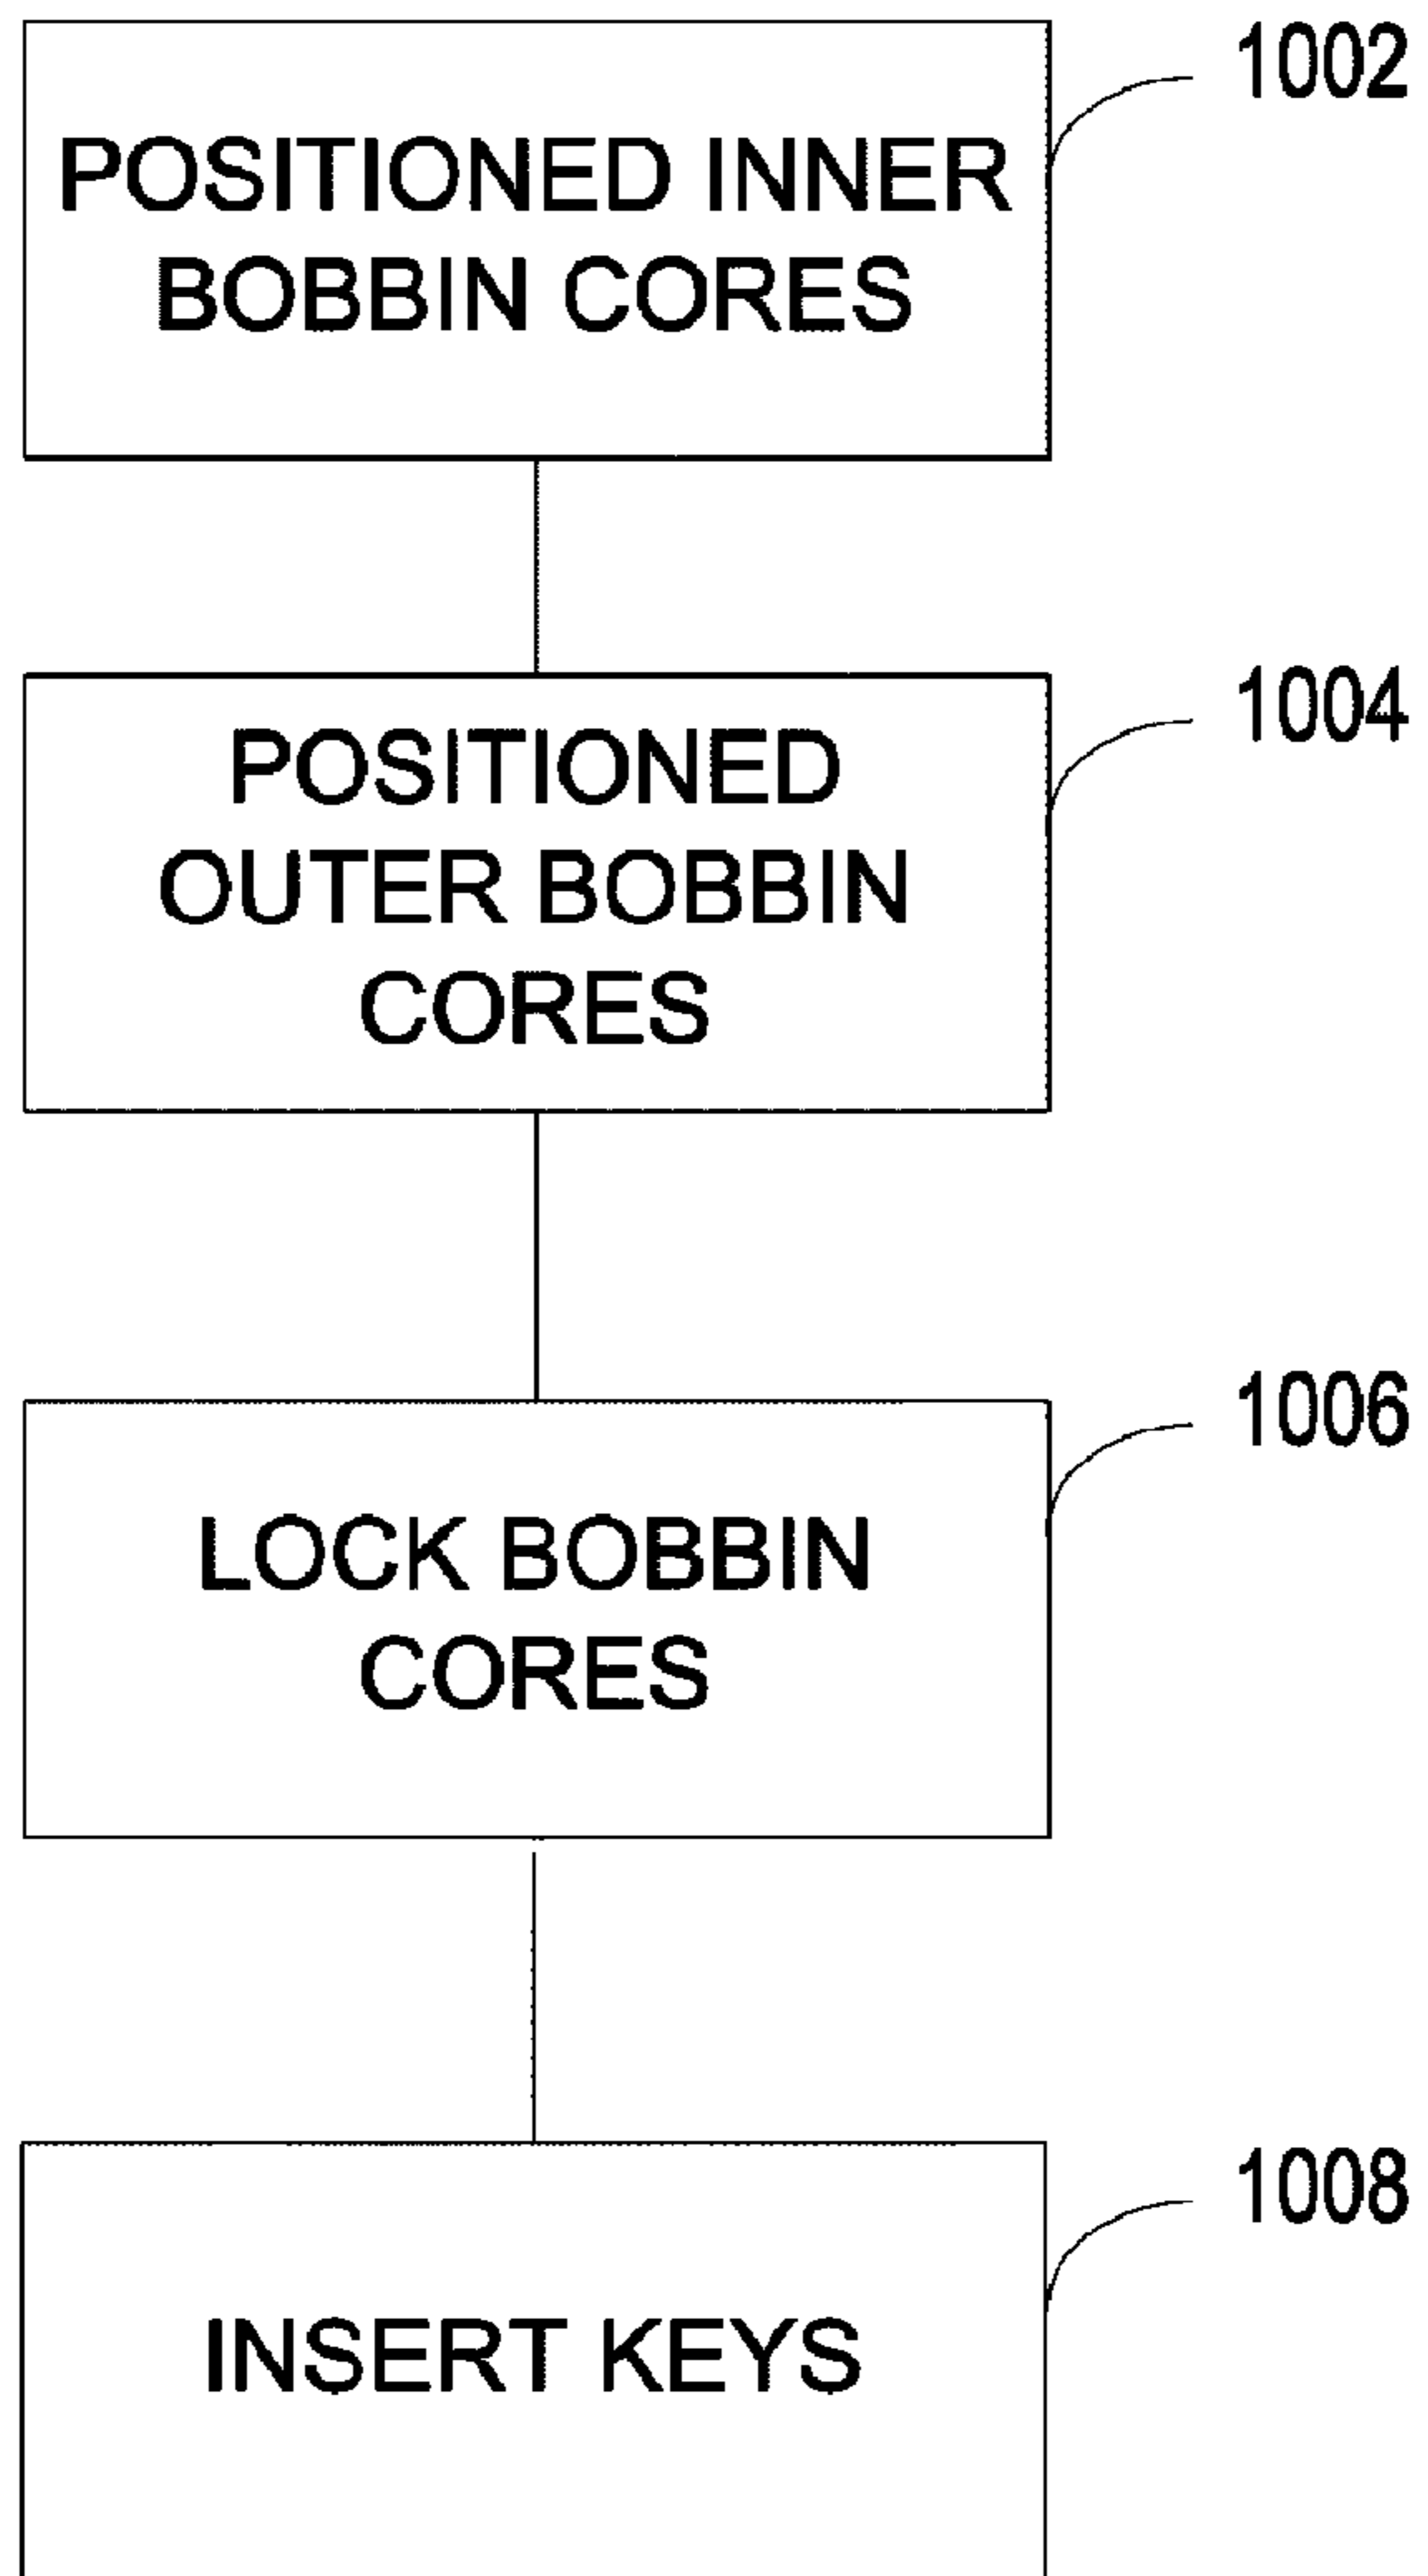 1002
POSITIONED INNER
BOBBIN CORES
1004
POSITIONED
OUTER BOBBIN
CORES
1006
LOCK BOBBIN
CORES
1008
INSERT KEYS